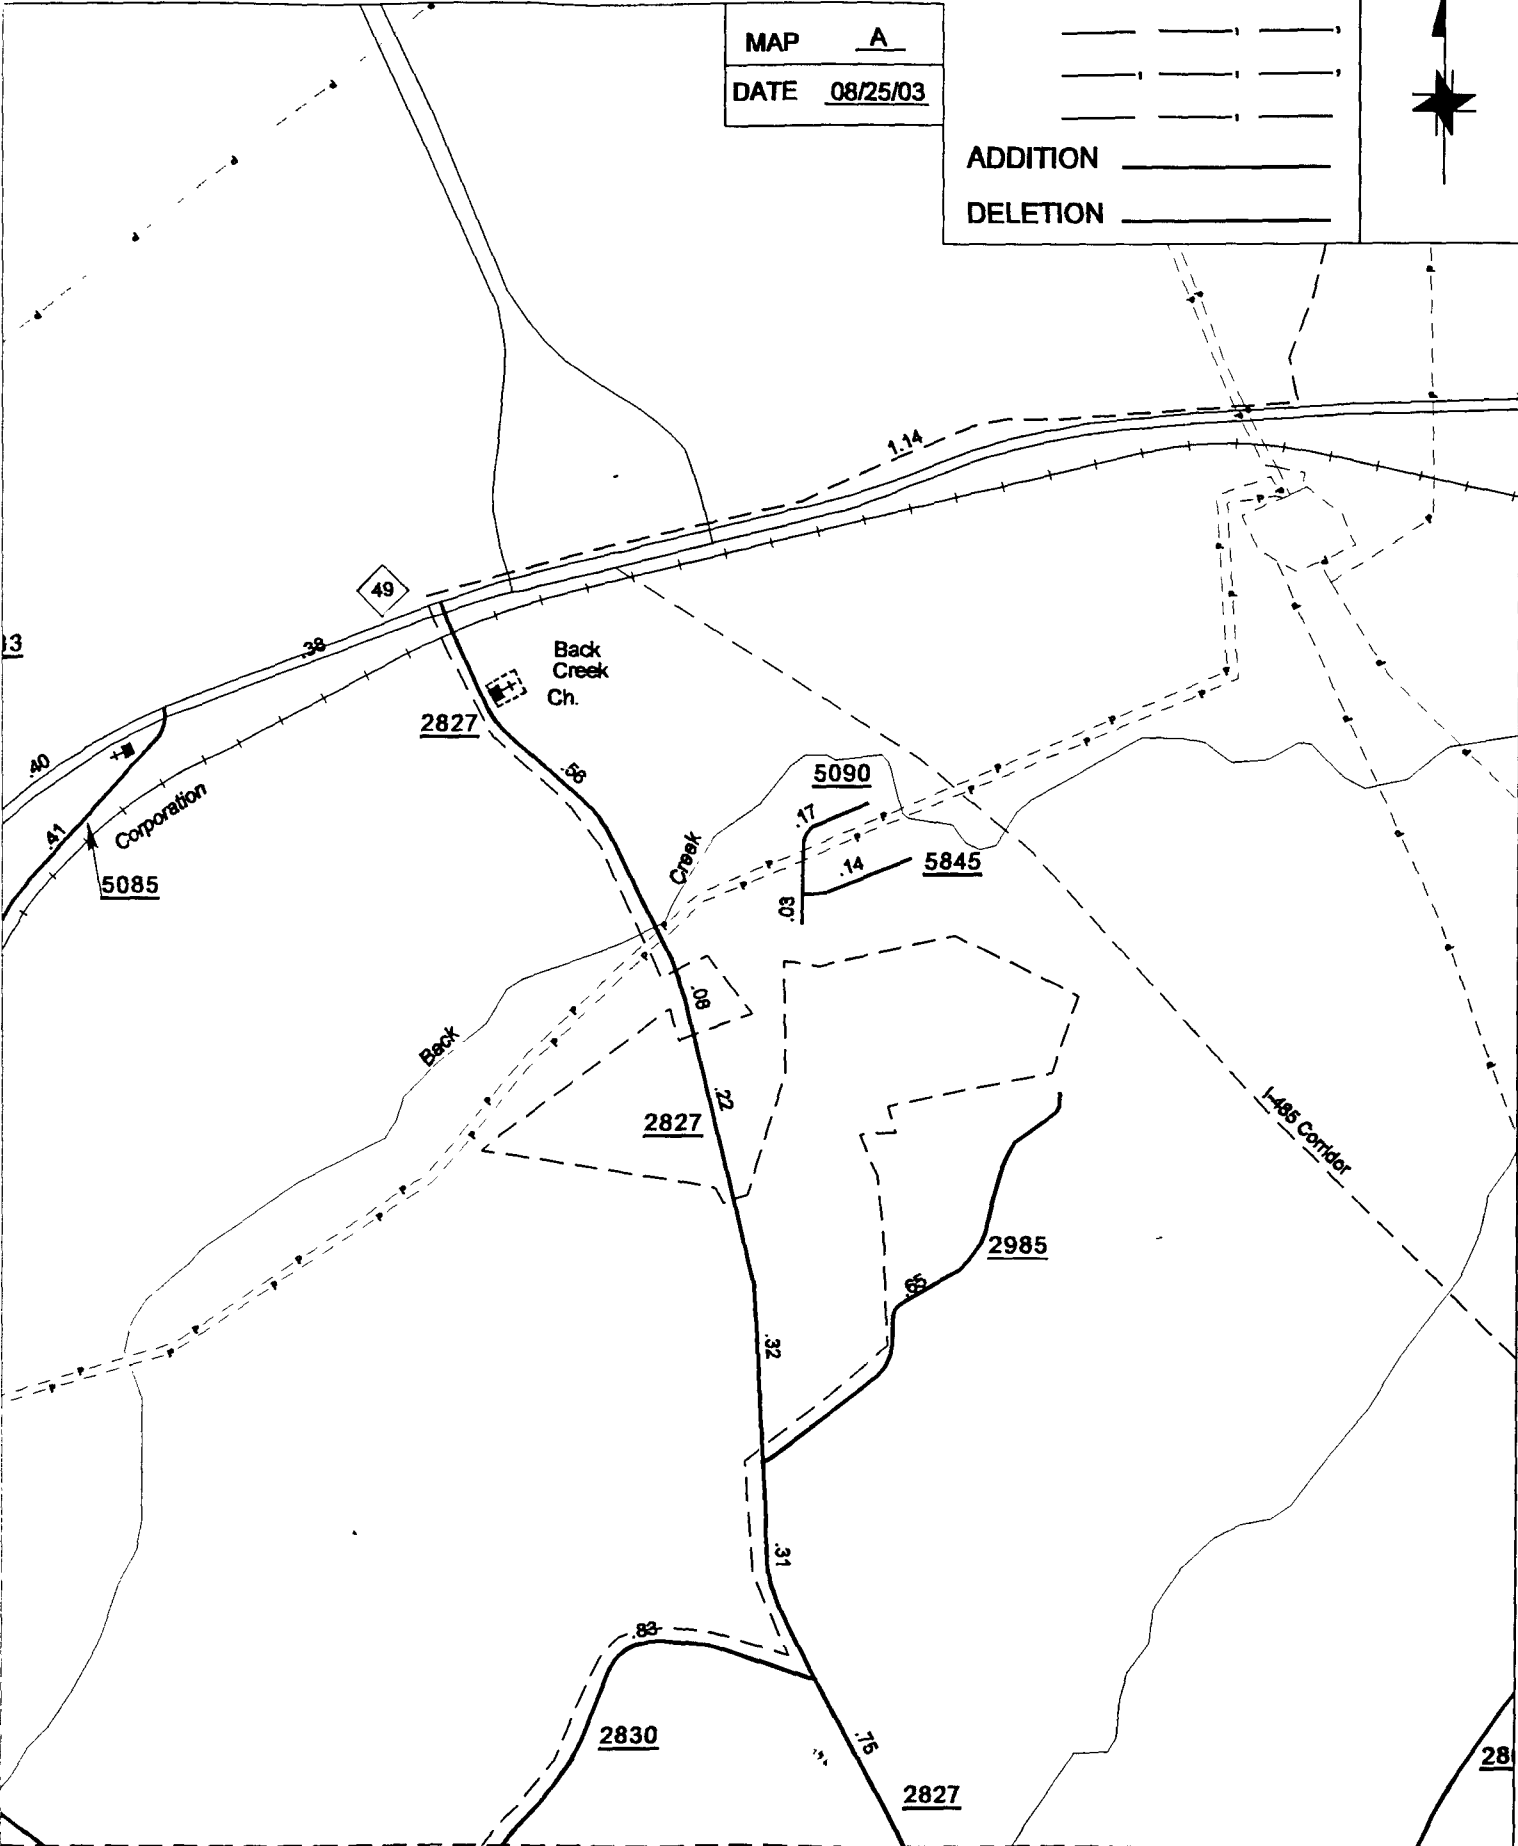 MAP A
DATE 08/25/03
ADDITION
DELETION
1.14
49
.38
Back
Creek
Ch.
2827
.40
.56
5090
.17
.41
Corporation
Creek
.14
5845
5085
.03
.08
Back
.22
2827
I-485 Corridor
2985
.65
.32
.31
.83
2830
.75
28
2827